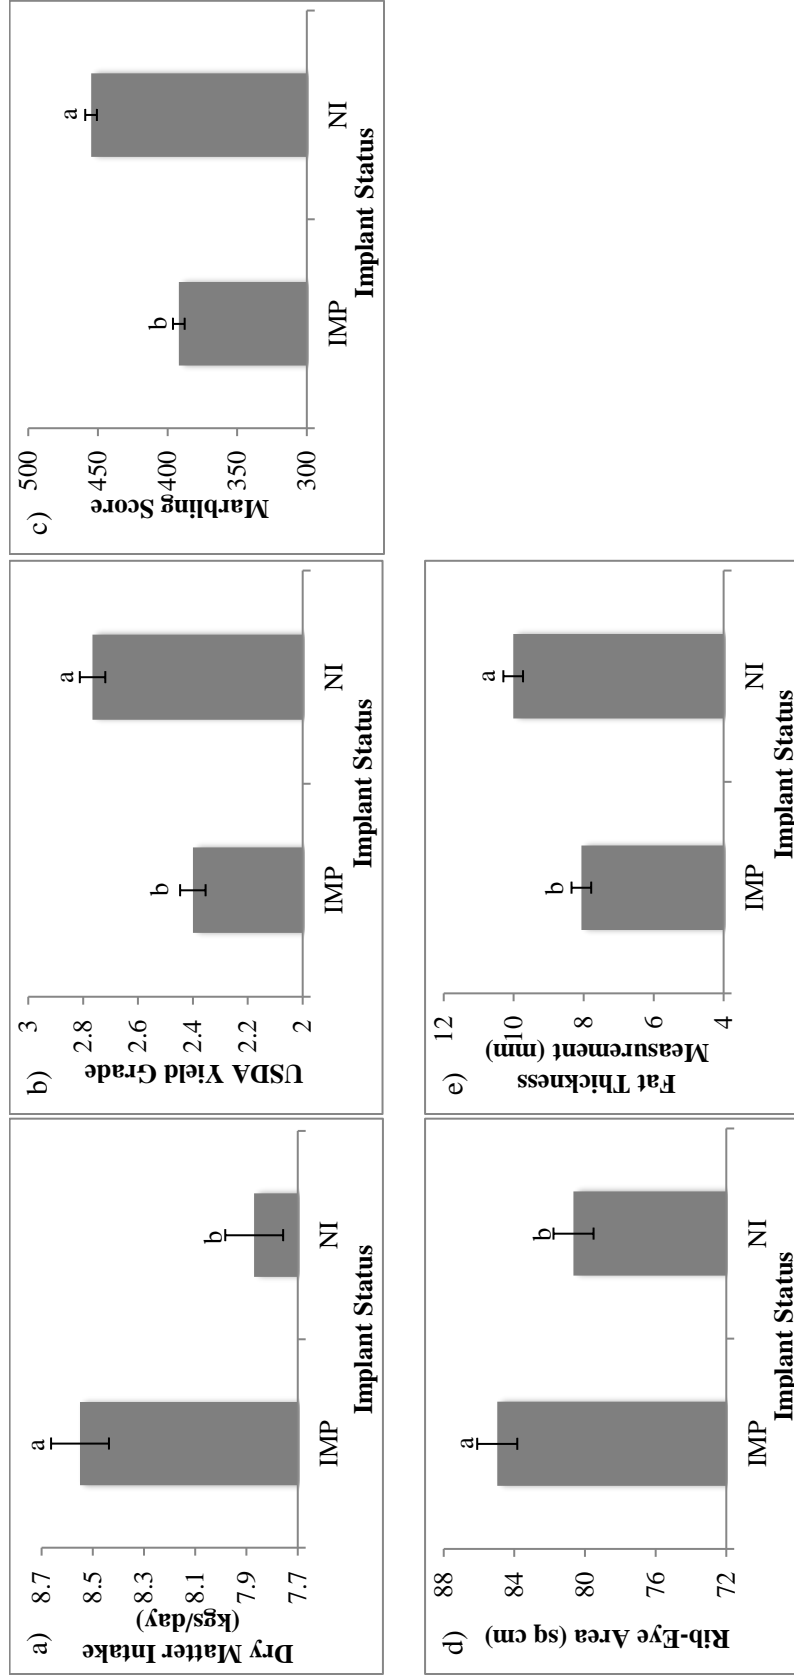 a)
Dry Matter Intake
(kgs/day)
8.7
8.5
8.3
8.1
7.9
7.7
a
b
IMP
NI
Implant Status
b)
USDA Yield Grade
3
2.8
2.6
2.4
2.2
2
b
a
IMP
NI
Implant Status
c)
Marbling Score
500
450
400
350
300
b
a
IMP
NI
Implant Status
d)
Rib-Eye Area (sq cm)
88
84
80
76
72
a
b
IMP
NI
Implant Status
e)
Fat Thickness
Measurement (mm)
12
10
8
6
4
b
a
IMP
NI
Implant Status